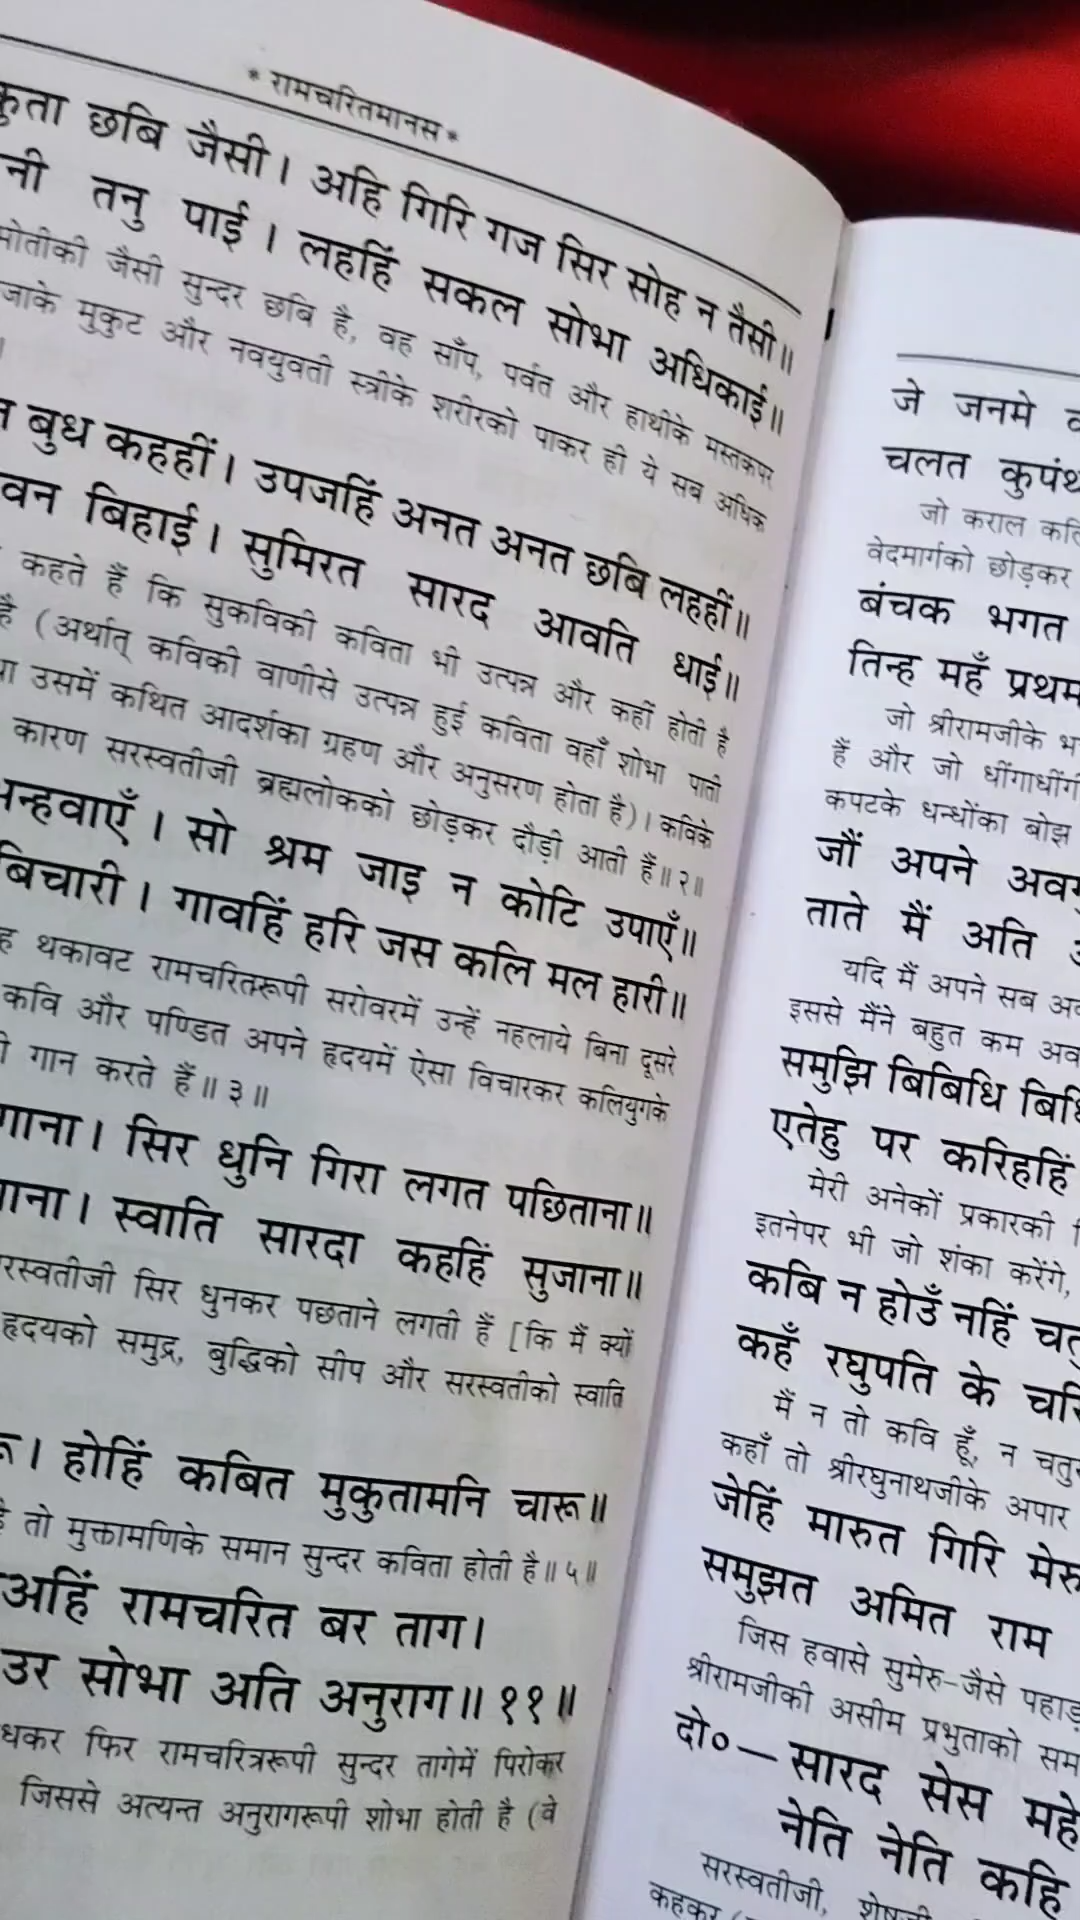 * रामचरितमानस *
छबि जैसी। अहि गिरि गज सिर सोह न तैसी॥
तनु पाई। लहहिं सकल सोभा अधिकाई॥
जैसी सुन्दर छबि है, वह साँप, पर्वत और हाथीके मस्तकपर
मुकुट और नवयुवती स्त्रीके शरीरको पाकर ही ये सब अधिक
बुध कहहीं। उपजहिं अनत अनत छबि लहहीं॥
बिहाई। सुमिरत सारद आवति धाई॥
कहते हैं कि सुकविकी कविता भी उत्पन्न और कहीं होती है
है (अर्थात् कविकी वाणीसे उत्पन्न हुई कविता वहाँ शोभा पाती
उसमें कथित आदर्शका ग्रहण और अनुसरण होता है)। कविके
कारण सरस्वतीजी ब्रह्मलोकको छोड़कर दौड़ी आती हैं॥ २॥
सो श्रम जाइ न कोटि उपाएँ॥
बिचारी। गावहिं हरि जस कलि मल हारी॥
थकावट रामचरितरूपी सरोवरमें उन्हें नहलाये बिना दूसरे
कवि और पण्डित अपने हृदयमें ऐसा विचारकर कलियुगके
गान करते हैं॥ ३॥
गाना। सिर धुनि गिरा लगत पछिताना॥
स्वाति सारदा कहहिं सुजाना॥
सिर धुनकर पछताने लगती हैं [कि मैं क्यों
हृदयको समुद्र, बुद्धिको सीप और सरस्वतीको स्वाति
होहिं कबित मुकुतामनि चारू॥
तो मुक्तामणिके समान सुन्दर कविता होती है॥ ५॥
अहिं रामचरित बर ताग।
उर सोभा अति अनुराग॥ ११॥
फिर रामचरित्ररूपी सुन्दर तागेमें पिरोकर
जिससे अत्यन्त अनुरागरूपी शोभा होती है (वे
जे जनमे
चलत कुपंथ
जो कराल
वेदमार्गको छोड़कर
बंचक भगत
तिन्ह महँ प्रथम
जो श्रीरामजीके
हैं और जो
कपटके धन्धोंका बोझ
जौं अपने
ताते मैं अति
यदि मैं अपने सब
इससे मैंने बहुत कम
समुझि बिबिधि
एतेहु पर करिहहिं
मेरी अनेकों प्रकारकी
इतनेपर भी जो शंका करेंगे,
कबि न होउँ नहिं
कहँ रघुपति के
मैं न तो कवि हूँ, न
कहाँ तो श्रीरघुनाथजीके अपार
जेहिं मारुत गिरि
समुझत अमित राम
जिस हवासे सुमेरु-जैसे
श्रीरामजीकी असीम प्रभुताको
दो०— सारद सेस
नेति नेति कहि
सरस्वतीजी,
कहकर